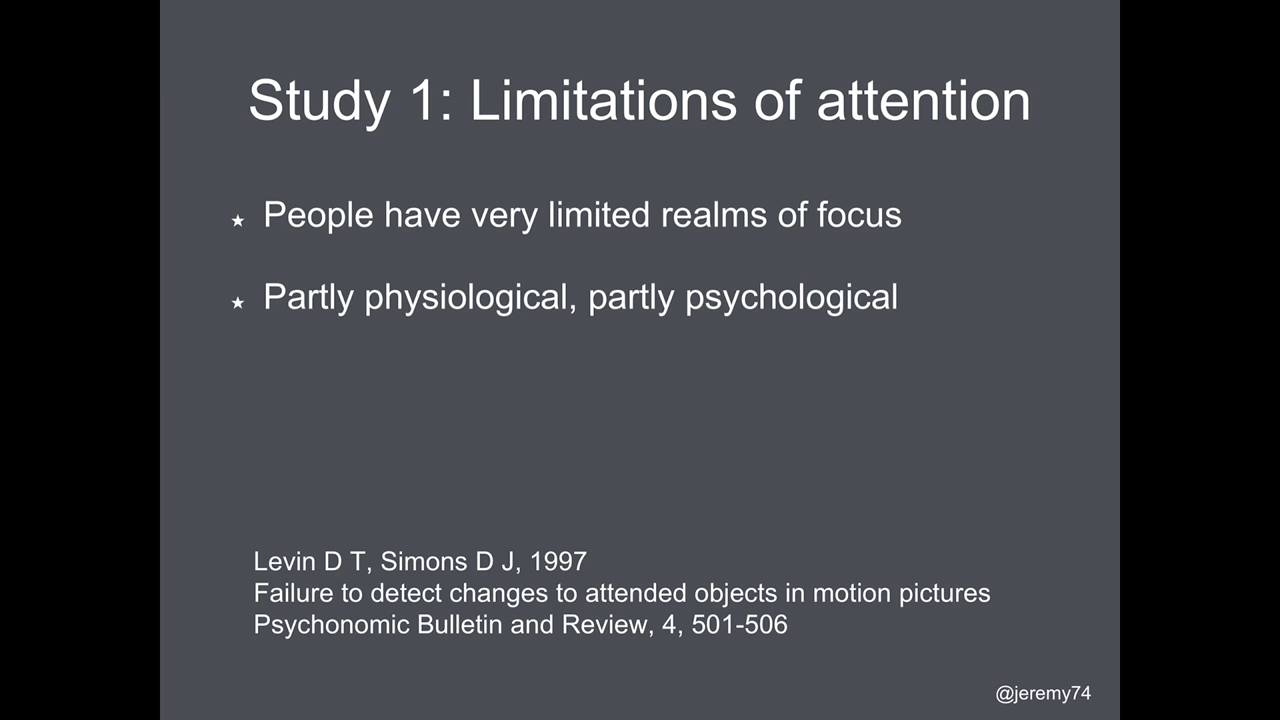 Study 1: Limitations of attention
★ People have very limited realms of focus
★ Partly physiological, partly psychological
Levin D T, Simons D J, 1997
Failure to detect changes to attended objects in motion pictures
Psychonomic Bulletin and Review, 4, 501-506
@jeremy74